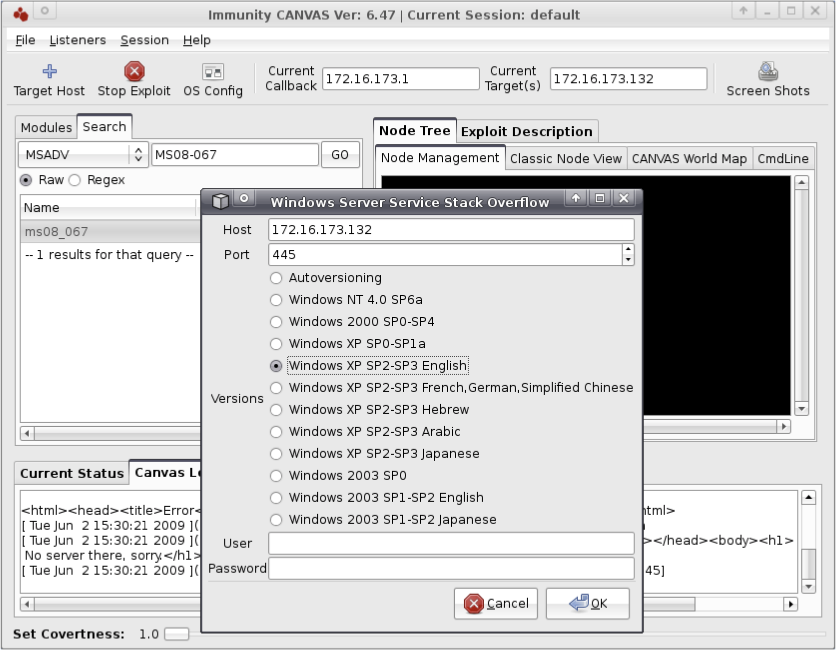 Immunity CANVAS Ver: 6.47 | Current Session: default
File Listeners Session Help
Target Host Stop Exploit OS Config Current Callback 172.16.173.1 Current Target(s) 172.16.173.132 Screen Shots
Modules Search
MSADV MS08-067 GO
Raw Regex
Name
ms08_067
-- 1 results for that query --
Node Tree Exploit Description
Node Management Classic Node View CANVAS World Map CmdLine
Windows Server Service Stack Overflow
Host 172.16.173.132
Port 445
Versions
Autoversioning
Windows NT 4.0 SP6a
Windows 2000 SP0-SP4
Windows XP SP0-SP1a
Windows XP SP2-SP3 English
Windows XP SP2-SP3 French,German,Simplified Chinese
Windows XP SP2-SP3 Hebrew
Windows XP SP2-SP3 Arabic
Windows XP SP2-SP3 Japanese
Windows 2003 SP0
Windows 2003 SP1-SP2 English
Windows 2003 SP1-SP2 Japanese
User
Password
Cancel OK
Current Status Canvas Lo
<html><head><title>Error< ml>
[ Tue Jun 2 15:30:21 2009 ](
[ Tue Jun 2 15:30:21 2009 ]( ></head><body><h1>
No server there, sorry.</h1>
[ Tue Jun 2 15:30:21 2009 ]( 45]
Set Covertness: 1.0